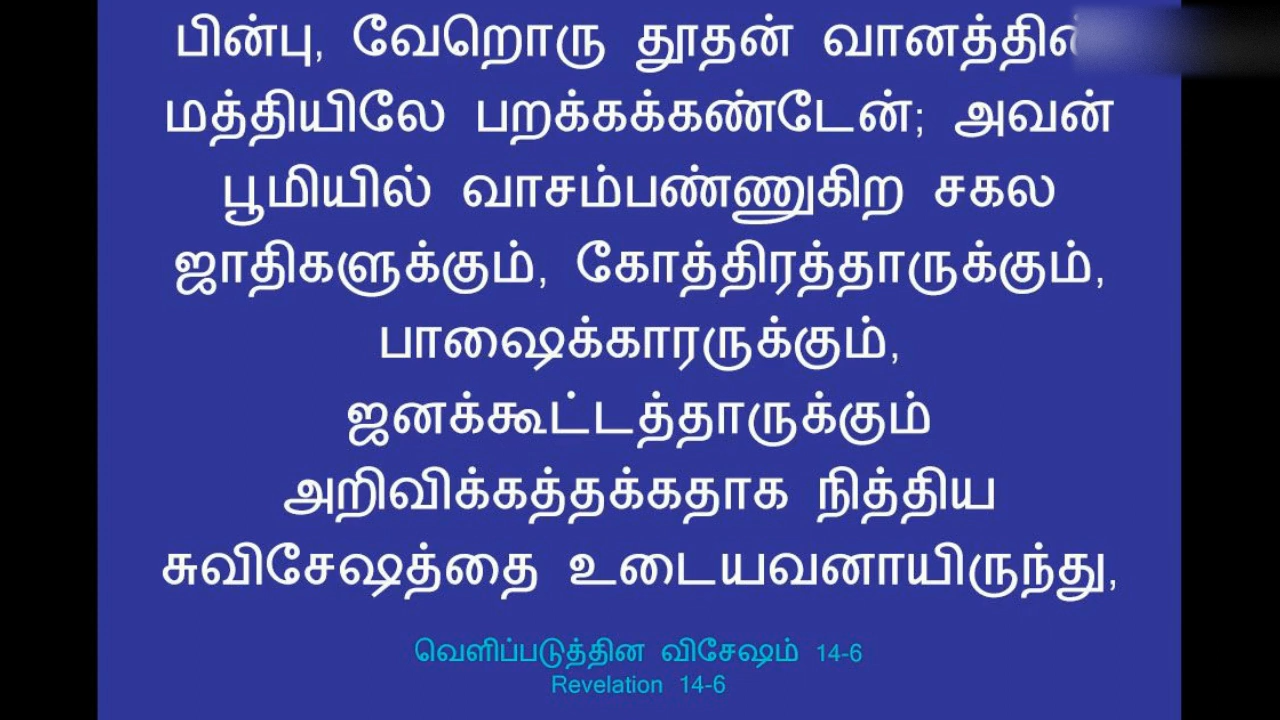 பின்பு, வேறொரு தூதன் வானத்தின்
மத்தியிலே பறக்கக்கண்டேன்; அவன்
பூமியில் வாசம்பண்ணுகிற சகல
ஜாதிகளுக்கும், கோத்திரத்தாருக்கும்,
பாஷைக்காரருக்கும்,
ஜனக்கூட்டத்தாருக்கும்
அறிவிக்கத்தக்கதாக நித்திய
சுவிசேஷத்தை உடையவனாயிருந்து,
வெளிப்படுத்தின விசேஷம் 14-6
Revelation 14-6